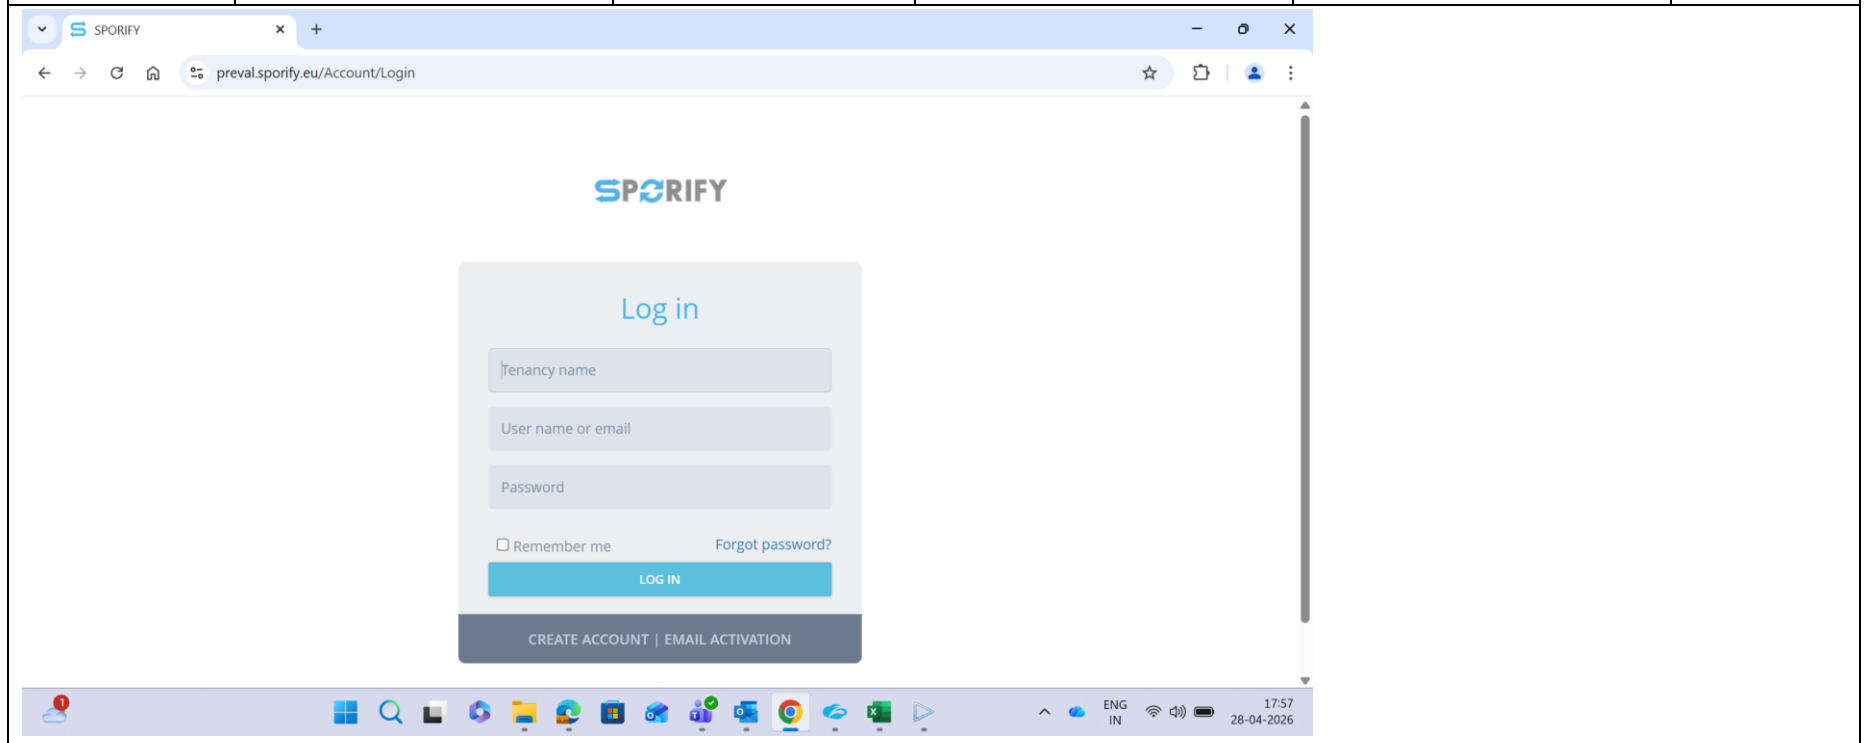 SPORIFY
preval.sporify.eu/Account/Login
SPORIFY
Log in
Tenancy name
User name or email
Password
Remember me
Forgot password?
LOG IN
CREATE ACCOUNT | EMAIL ACTIVATION
1
ENG
IN
17:57
28-04-2026